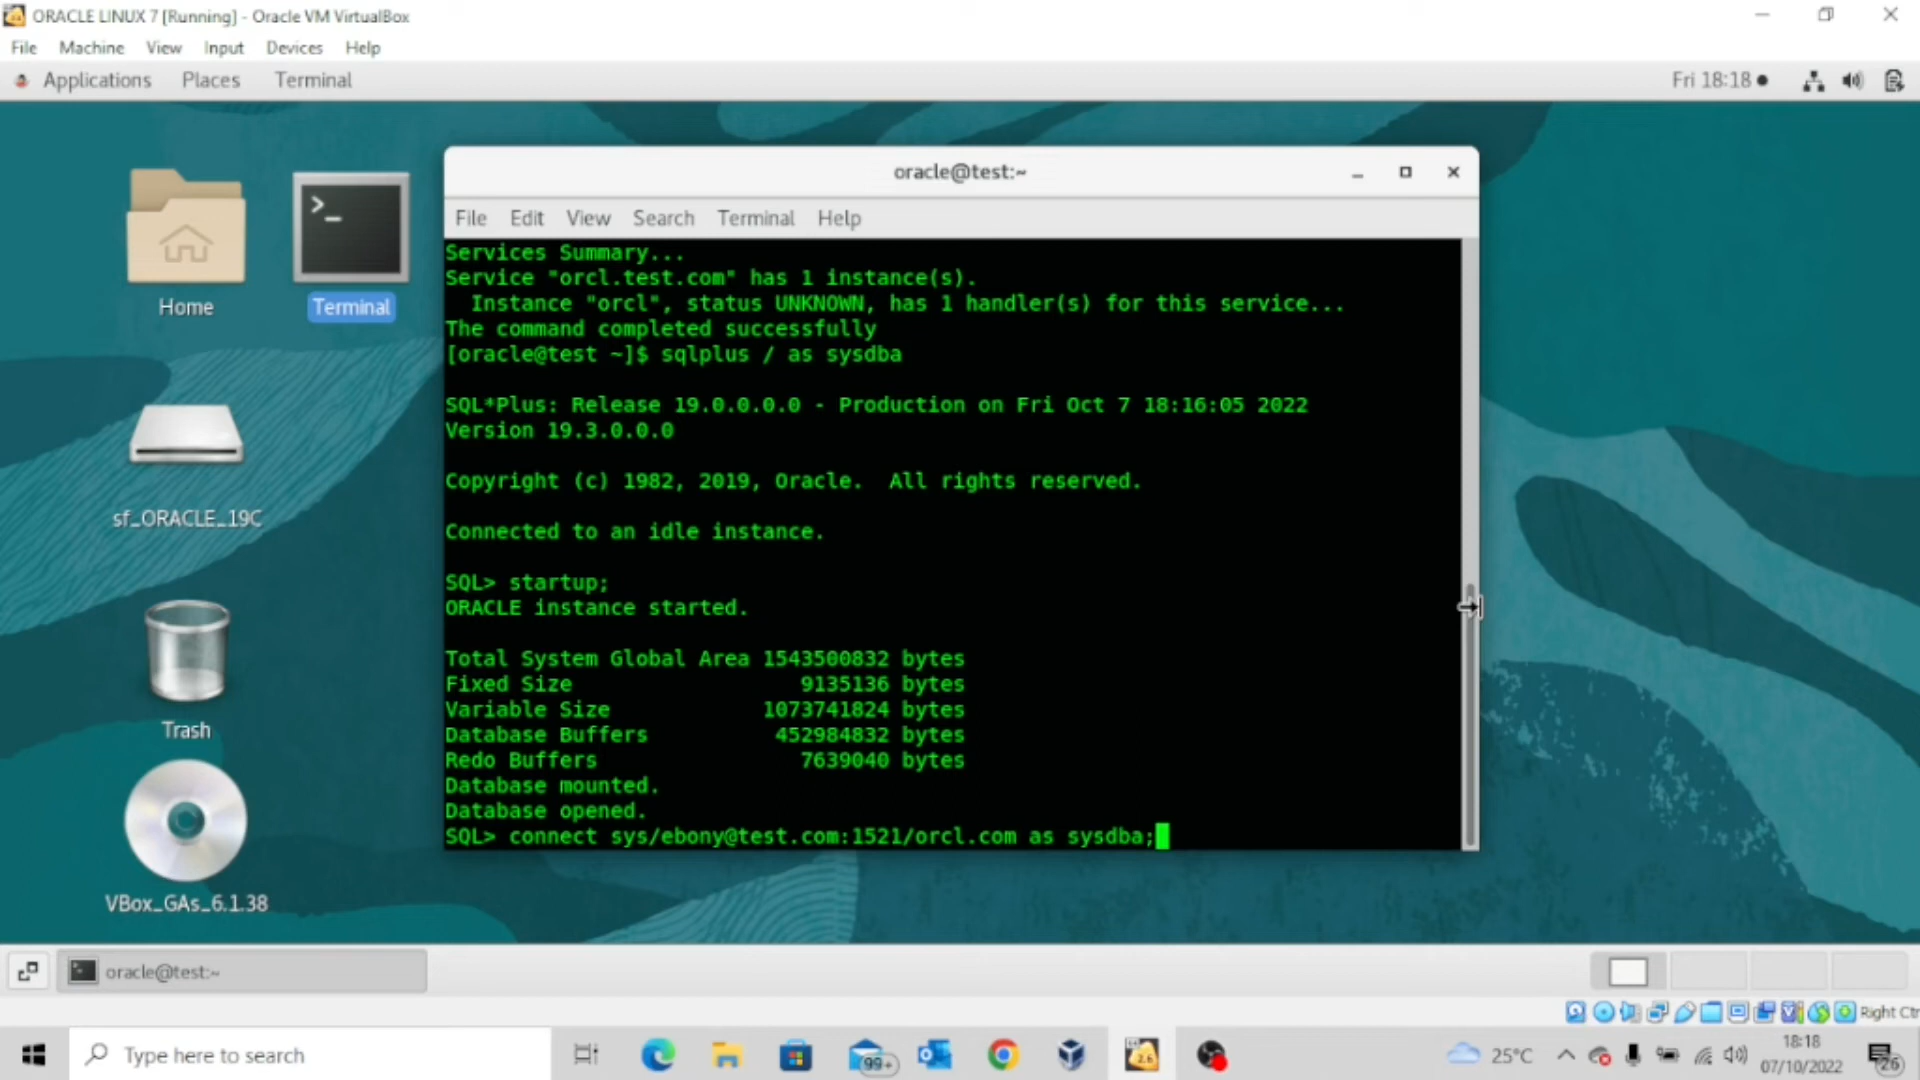 ORACLE LINUX 7 [Running] - Oracle VM VirtualBox
File Machine View Input Devices Help
Applications Places Terminal
Fri 18:18
oracle@test:~
File Edit View Search Terminal Help
Services Summary...
Service "orcl.test.com" has 1 instance(s).
Instance "orcl", status UNKNOWN, has 1 handler(s) for this service...
The command completed successfully
[oracle@test ~]$ sqlplus / as sysdba
SQL*Plus: Release 19.0.0.0.0 - Production on Fri Oct 7 18:16:05 2022
Version 19.3.0.0.0
Copyright (c) 1982, 2019, Oracle.  All rights reserved.
Connected to an idle instance.
SQL> startup;
ORACLE instance started.
Total System Global Area 1543500832 bytes
Fixed Size 9135136 bytes
Variable Size 1073741824 bytes
Database Buffers 452984832 bytes
Redo Buffers 7639040 bytes
Database mounted.
Database opened.
SQL> connect sys/ebony@test.com:1521/orcl.com as sysdba;
Home
Terminal
sf_ORACLE_19C
Trash
VBox_GAs_6.1.38
oracle@test:~
Right Ctr
Type here to search
99+
2.6
25°C
18:18
07/10/2022
26